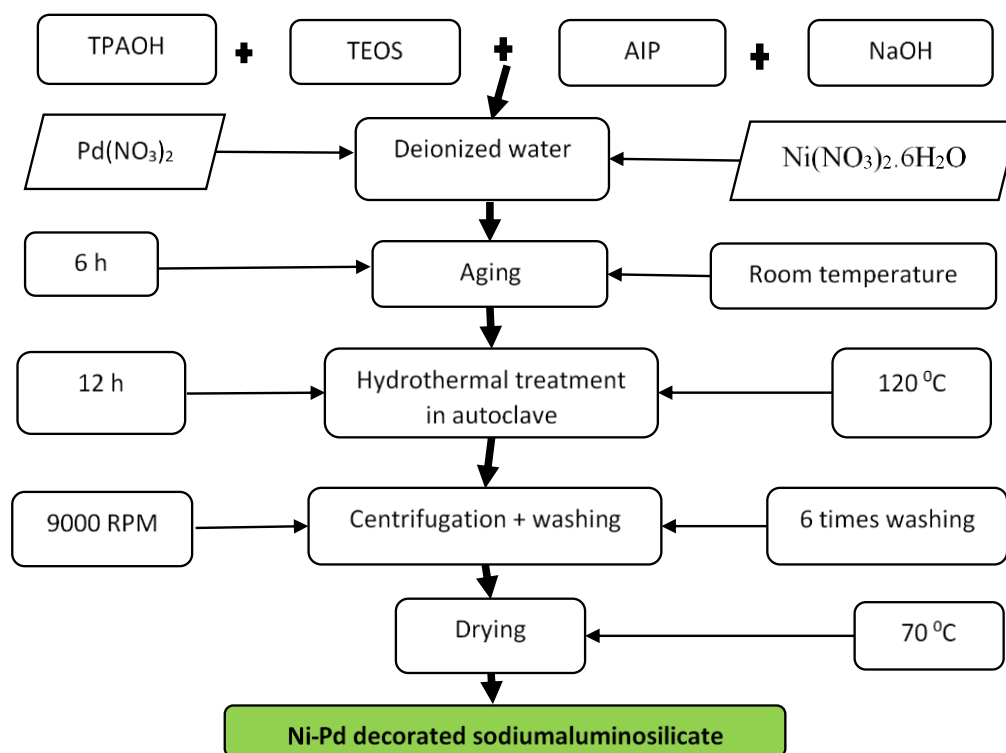 TPAOH
TEOS
AIP
NaOH
Pd(NO₃)₂
Deionized water
Ni(NO₃)₂.6H₂O
6 h
Aging
Room temperature
12 h
Hydrothermal treatment
in autoclave
120 ⁰C
9000 RPM
Centrifugation + washing
6 times washing
Drying
70 ⁰C
Ni-Pd decorated sodiumaluminosilicate